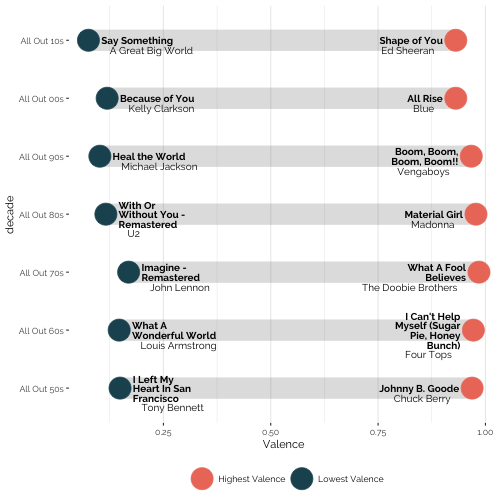 All Out 10s
Say Something
A Great Big World
Shape of You
Ed Sheeran
All Out 00s
Because of You
Kelly Clarkson
All Rise
Blue
All Out 90s
Heal the World
Michael Jackson
Boom, Boom,
Boom, Boom!!
Vengaboys
All Out 80s
With Or
Without You -
Remastered
U2
Material Girl
Madonna
All Out 70s
Imagine -
Remastered
John Lennon
What A Fool
Believes
The Doobie Brothers
All Out 60s
What A
Wonderful World
Louis Armstrong
I Can't Help
Myself (Sugar
Pie, Honey
Bunch)
Four Tops
All Out 50s
I Left My
Heart In San
Francisco
Tony Bennett
Johnny B. Goode
Chuck Berry
decade
0.25
0.50
0.75
1.00
Valence
Highest Valence
Lowest Valence